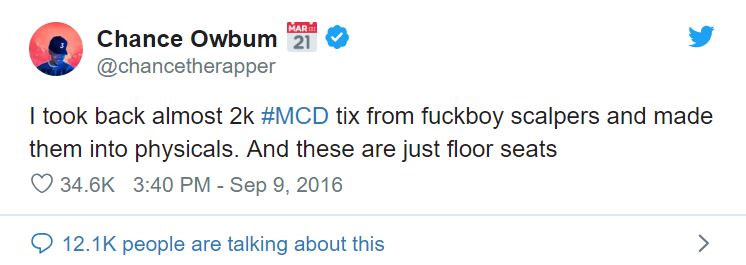 Chance Owbum MAR 21
@chancetherapper
I took back almost 2k #MCD tix from fuckboy scalpers and made
them into physicals. And these are just floor seats
34.6K 3:40 PM - Sep 9, 2016
12.1K people are talking about this